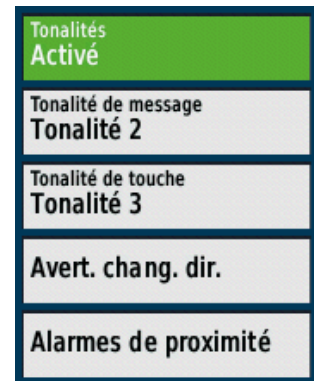 Tonalités
Activé
Tonalité de message
Tonalité 2
Tonalité de touche
Tonalité 3
Avert. chang. dir.
Alarmes de proximité